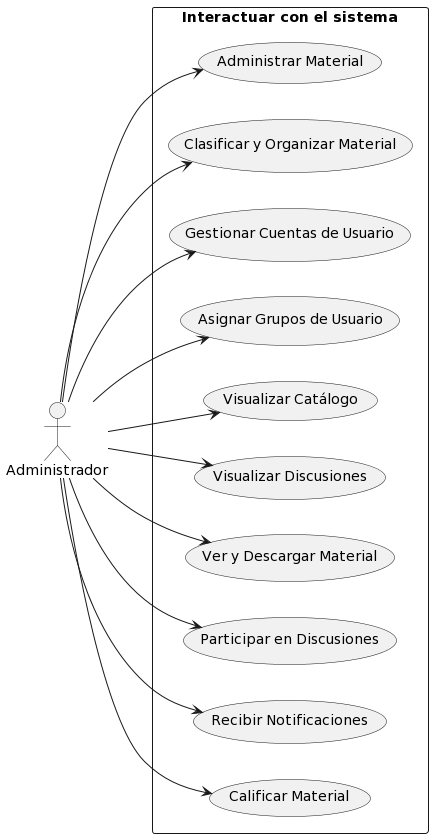 Interactuar con el sistema
Administrar Material
Clasificar y Organizar Material
Gestionar Cuentas de Usuario
Asignar Grupos de Usuario
Visualizar Catálogo
Administrador
Visualizar Discusiones
Ver y Descargar Material
Participar en Discusiones
Recibir Notificaciones
Calificar Material